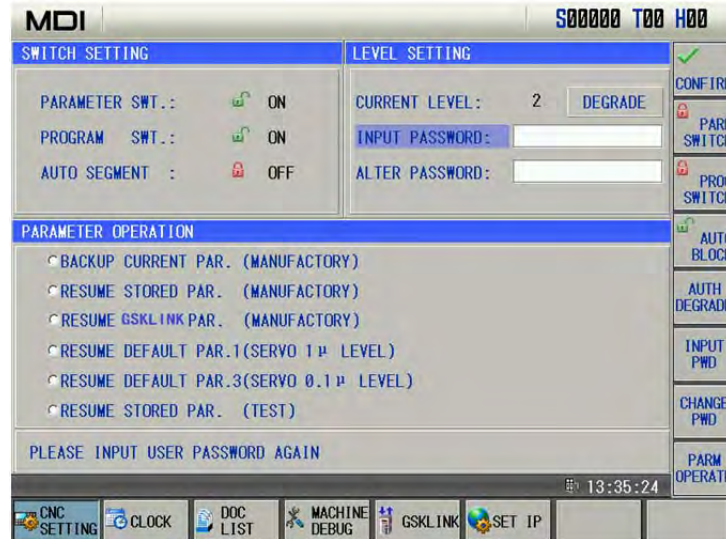 MDI
S00000 T00 H00
SWITCH SETTING
PARAMETER SWT.: ON
PROGRAM SWT.: ON
AUTO SEGMENT : OFF
LEVEL SETTING
CURRENT LEVEL: 2 DEGRADE
INPUT PASSWORD:
ALTER PASSWORD:
PARAMETER OPERATION
BACKUP CURRENT PAR. (MANUFACTORY)
RESUME STORED PAR. (MANUFACTORY)
RESUME GSKLINK PAR. (MANUFACTORY)
RESUME DEFAULT PAR.1(SERVO 1μ LEVEL)
RESUME DEFAULT PAR.3(SERVO 0.1μ LEVEL)
RESUME STORED PAR. (TEST)
PLEASE INPUT USER PASSWORD AGAIN
13:35:24
CONFIR
PAR
SWITC
PRO
SWITC
AUT
BLOC
AUTH
DEGRAD
INPUT
PWD
CHANGE
PWD
PARM
OPERAT
CNC
SETTING
CLOCK
DOC
LIST
MACHINE
DEBUG
GSKLINK
SET IP